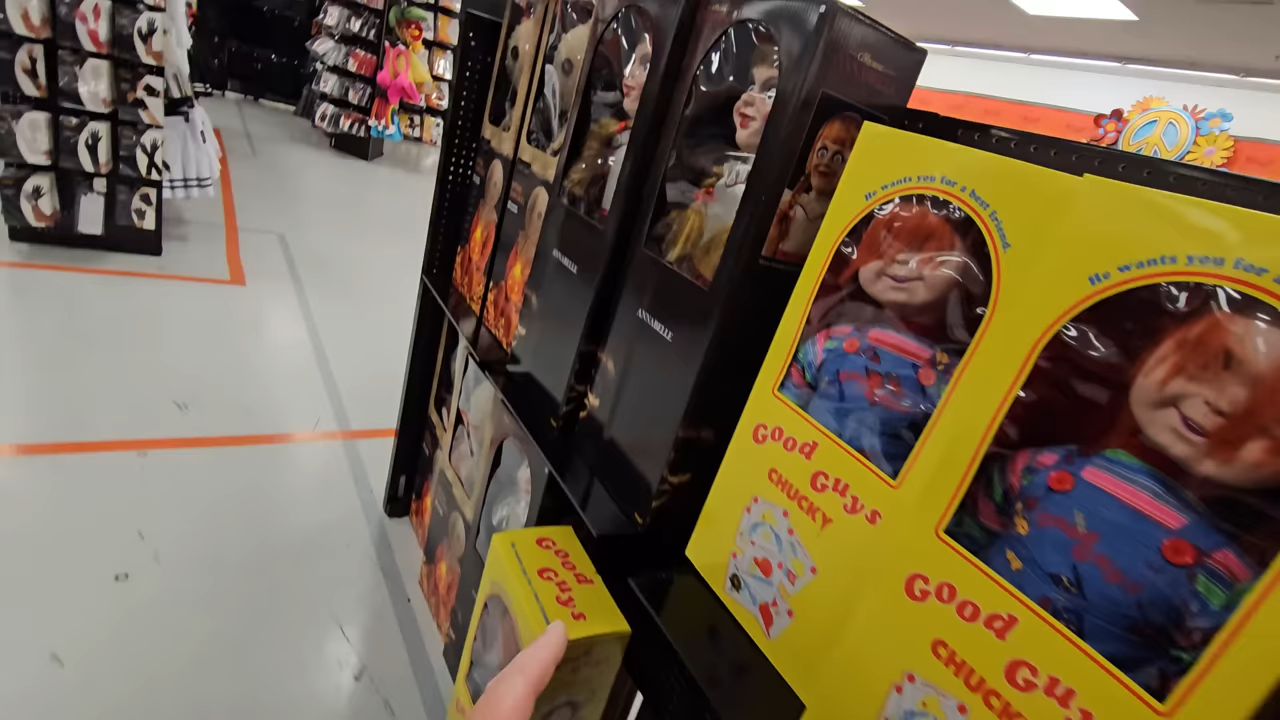 ANNABELLE
ANNABELLE
He wants you for a best friend.
Good
Guys
CHUCKY
He wants you for
Good
Guys
CHUCK
Good
Guys